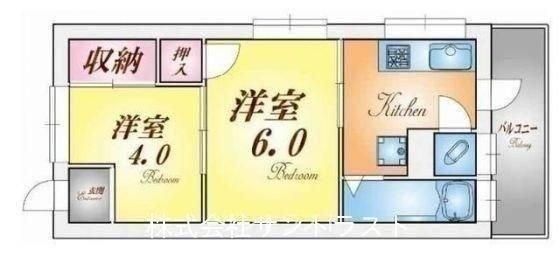 収納
押入
洋室
4.0
Bedroom
玄関
Entrance
洋室
6.0
Bedroom
Kitchen
バルコニー
Balcony
株式会社サントラスト